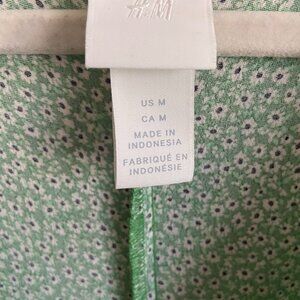 H&M
US M
CA M
MADE IN
INDONESIA
FABRIQUÉ EN
INDONÉSIE